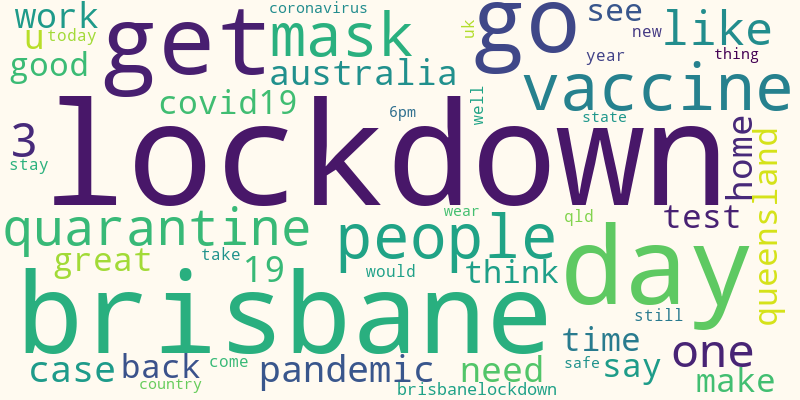 work
coronavirus
see
u
today
get
mask
uk
go
new
like
good
australia
year
thing
covid19
vaccine
3
stay
lockdown
6pm
well
state
home
queensland
quarantine
wear
people
qld
test
great
take
19
would
think
day
brisbane
still
time
one
case
back
come
pandemic
need
safe
say
make
country
brisbanelockdown